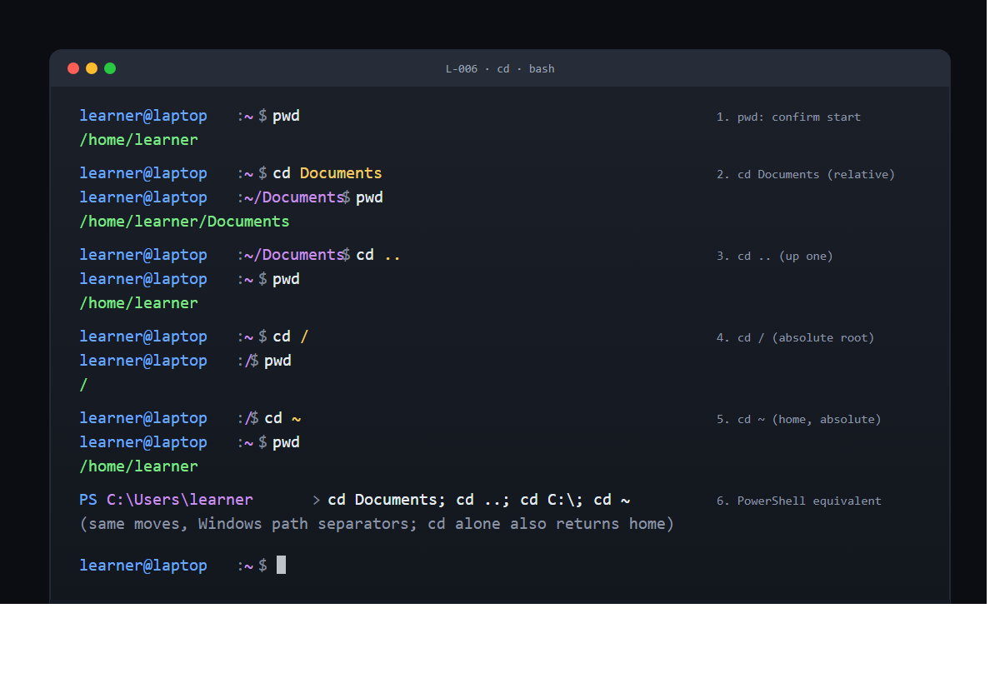 L-006 · cd · bash
learner@laptop :~ $ pwd 1. pwd: confirm start
/home/learner
learner@laptop :~ $ cd Documents 2. cd Documents (relative)
learner@laptop :~/Documents$ pwd
/home/learner/Documents
learner@laptop :~/Documents$ cd .. 3. cd .. (up one)
learner@laptop :~ $ pwd
/home/learner
learner@laptop :~ $ cd / 4. cd / (absolute root)
learner@laptop :/$ pwd
/
learner@laptop :/$ cd ~ 5. cd ~ (home, absolute)
learner@laptop :~ $ pwd
/home/learner
PS C:\Users\learner > cd Documents; cd ..; cd C:\; cd ~ 6. PowerShell equivalent
(same moves, Windows path separators; cd alone also returns home)
learner@laptop :~ $